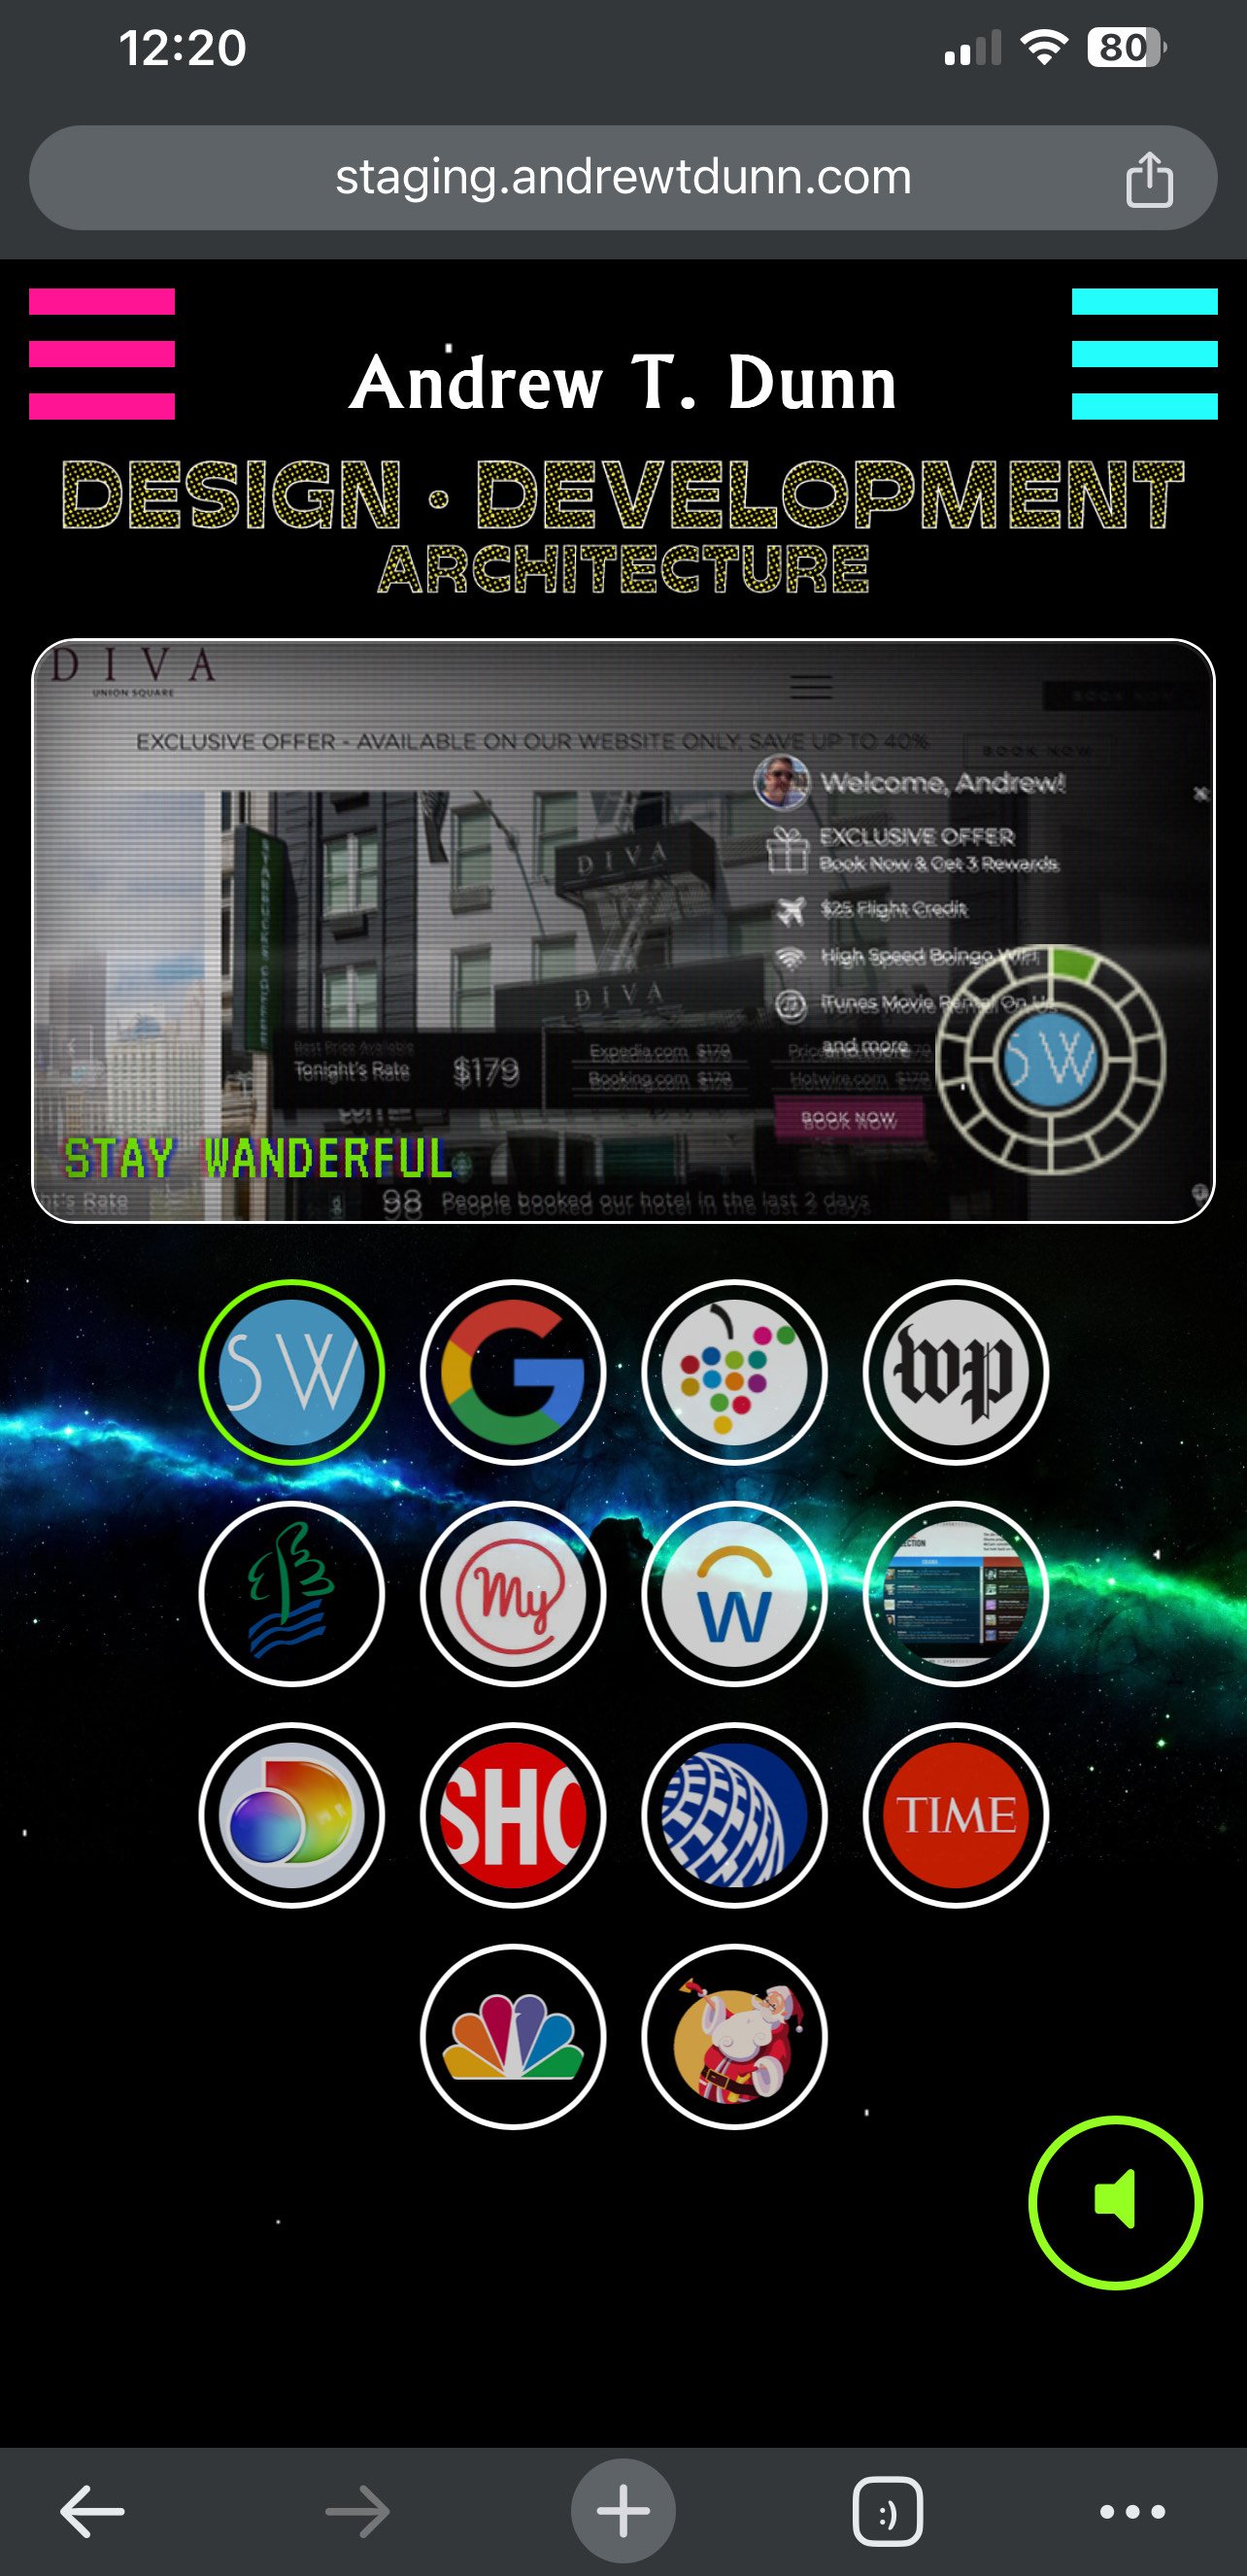 12:20
80
staging.andrewtdunn.com
Andrew T. Dunn
DESIGN • DEVELOPMENT
ARCHITECTURE
DIVA
UNION SQUARE
BOOK NOW
EXCLUSIVE OFFER - AVAILABLE ON OUR WEBSITE ONLY, SAVE UP TO 40%
BOOK NOW
Welcome, Andrew!
EXCLUSIVE OFFER
Book Now & Get 3 Rewards
$25 Flight Credit
High Speed Boingo WiFi
iTunes Movie Rental On Us
and more
DIVA
DIVA
SW
Best Price Available
Tonight's Rate
$179
Expedia.com $179
Booking.com $179
Hotwire.com $179
BOOK NOW
STAY WANDERFUL
ht's Rate
98 People booked our hotel in the last 2 days
SW
G
wp
My
W
SHO
TIME
:)